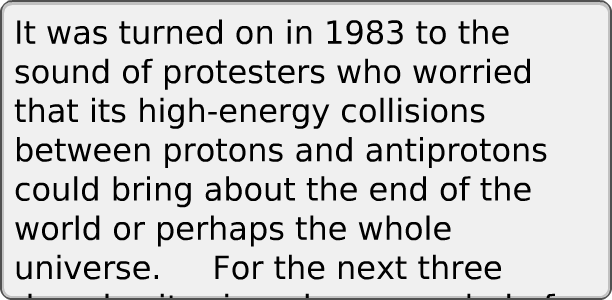 It was turned on in 1983 to the
sound of protesters who worried
that its high-energy collisions
between protons and antiprotons
could bring about the end of the
world or perhaps the whole
universe.     For the next three